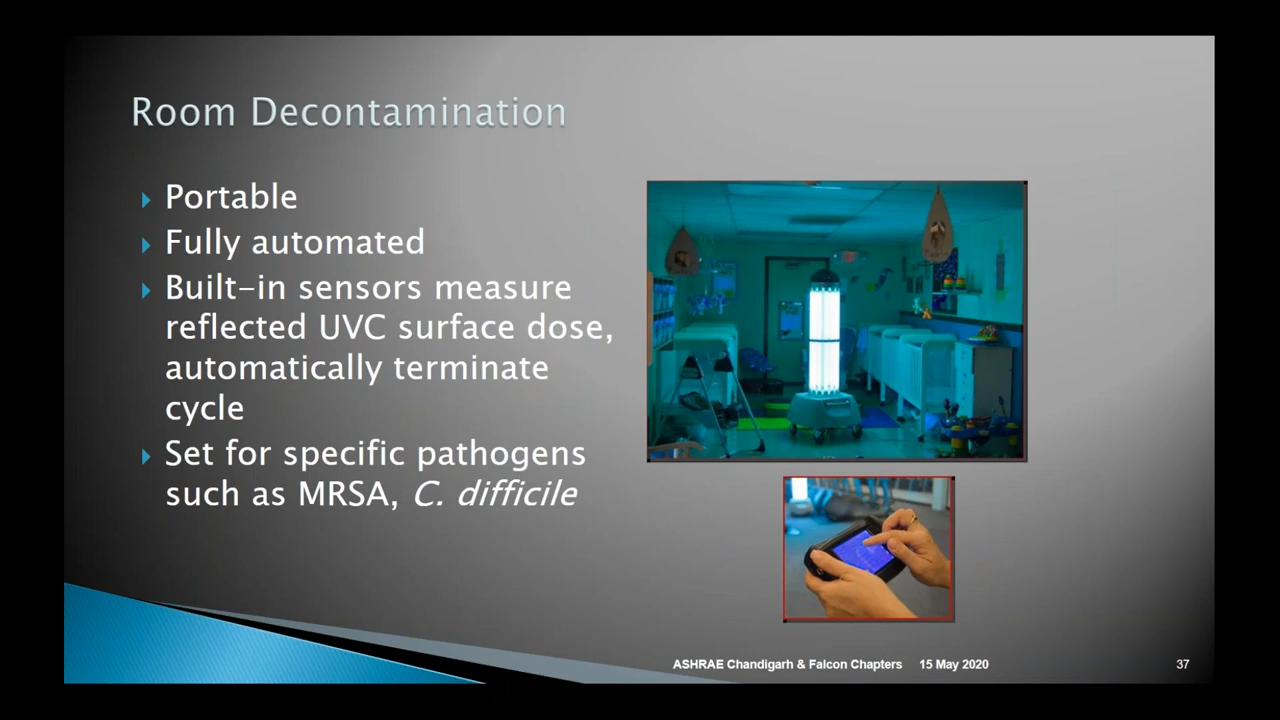 Room Decontamination
Portable
Fully automated
Built-in sensors measure
reflected UVC surface dose,
automatically terminate
cycle
Set for specific pathogens
such as MRSA, C. difficile
ASHRAE Chandigarh & Falcon Chapters 15 May 2020 37